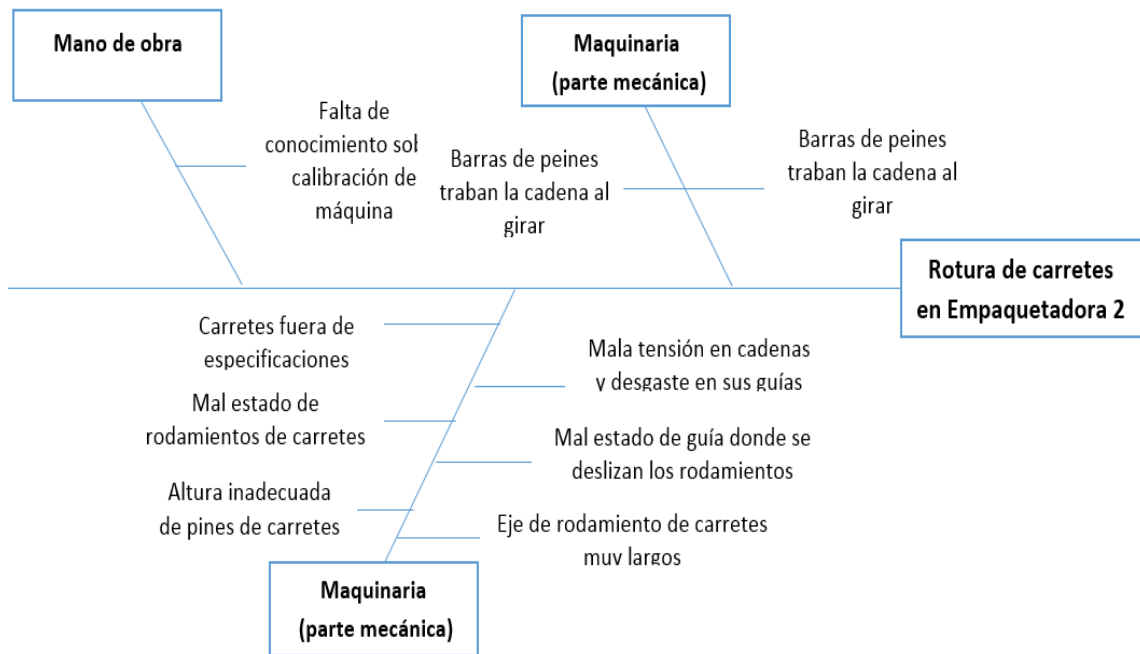 Mano de obra
Maquinaria
(parte mecánica)
Falta de
conocimiento sob
calibración de
máquina
Barras de peines
traban la cadena al
girar
Barras de peines
traban la cadena al
girar
Rotura de carretes
en Empaquetadora 2
Carretes fuera de
especificaciones
Mala tensión en cadenas
y desgaste en sus guías
Mal estado de
rodamientos de carretes
Mal estado de guía donde se
deslizan los rodamientos
Altura inadecuada
de pines de carretes
Eje de rodamiento de carretes
muy largos
Maquinaria
(parte mecánica)